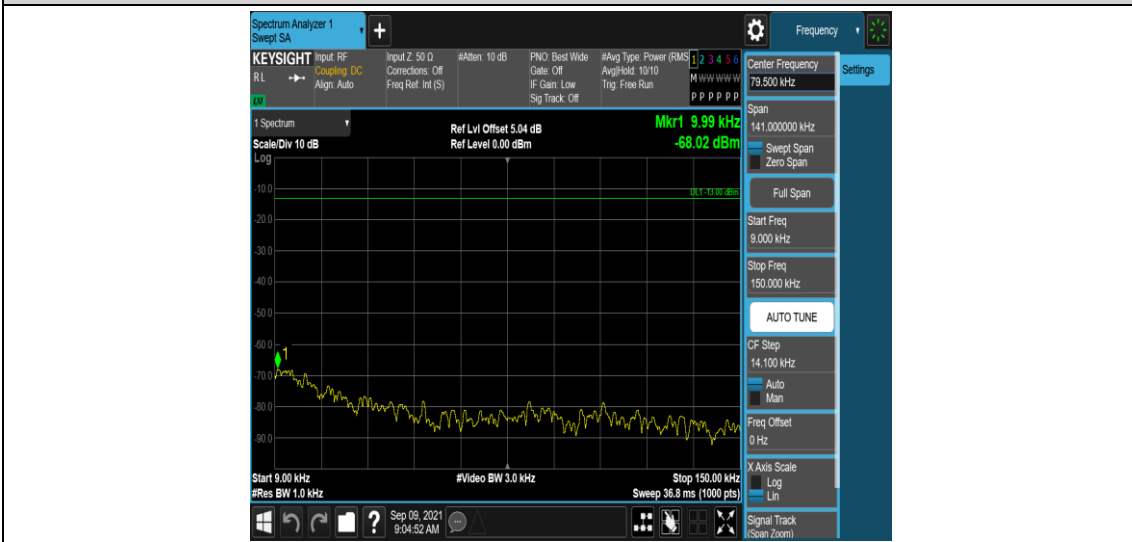 Spectrum Analyzer 1
Swept SA
+
Frequency
KEYSIGHT
RL
LXI
Input: RF
Coupling: DC
Align: Auto
Input Z: 50 Ω
Corrections: Off
Freq Ref: Int (S)
#Atten: 10 dB
PNO: Best Wide
Gate: Off
IF Gain: Low
Sig Track: Off
#Avg Type: Power (RMS
Avg|Hold: 10/10
Trig: Free Run
1 2 3 4 5 6
M W W W W W
P P P P P P
1 Spectrum
Scale/Div 10 dB
Log
Ref Lvl Offset 5.04 dB
Ref Level 0.00 dBm
Mkr1 9.99 kHz
-68.02 dBm
DL1 -13.00 dBm
-10.0
-20.0
-30.0
-40.0
-50.0
-60.0
1
-70.0
-80.0
-90.0
Start 9.00 kHz
#Res BW 1.0 kHz
#Video BW 3.0 kHz
Stop 150.00 kHz
Sweep 36.8 ms (1000 pts)
?
Sep 09, 2021
9:04:52 AM
Center Frequency
79.500 kHz
Settings
Span
141.000000 kHz
Swept Span
Zero Span
Full Span
Start Freq
9.000 kHz
Stop Freq
150.000 kHz
AUTO TUNE
CF Step
14.100 kHz
Auto
Man
Freq Offset
0 Hz
X Axis Scale
Log
Lin
Signal Track
(Span Zoom)